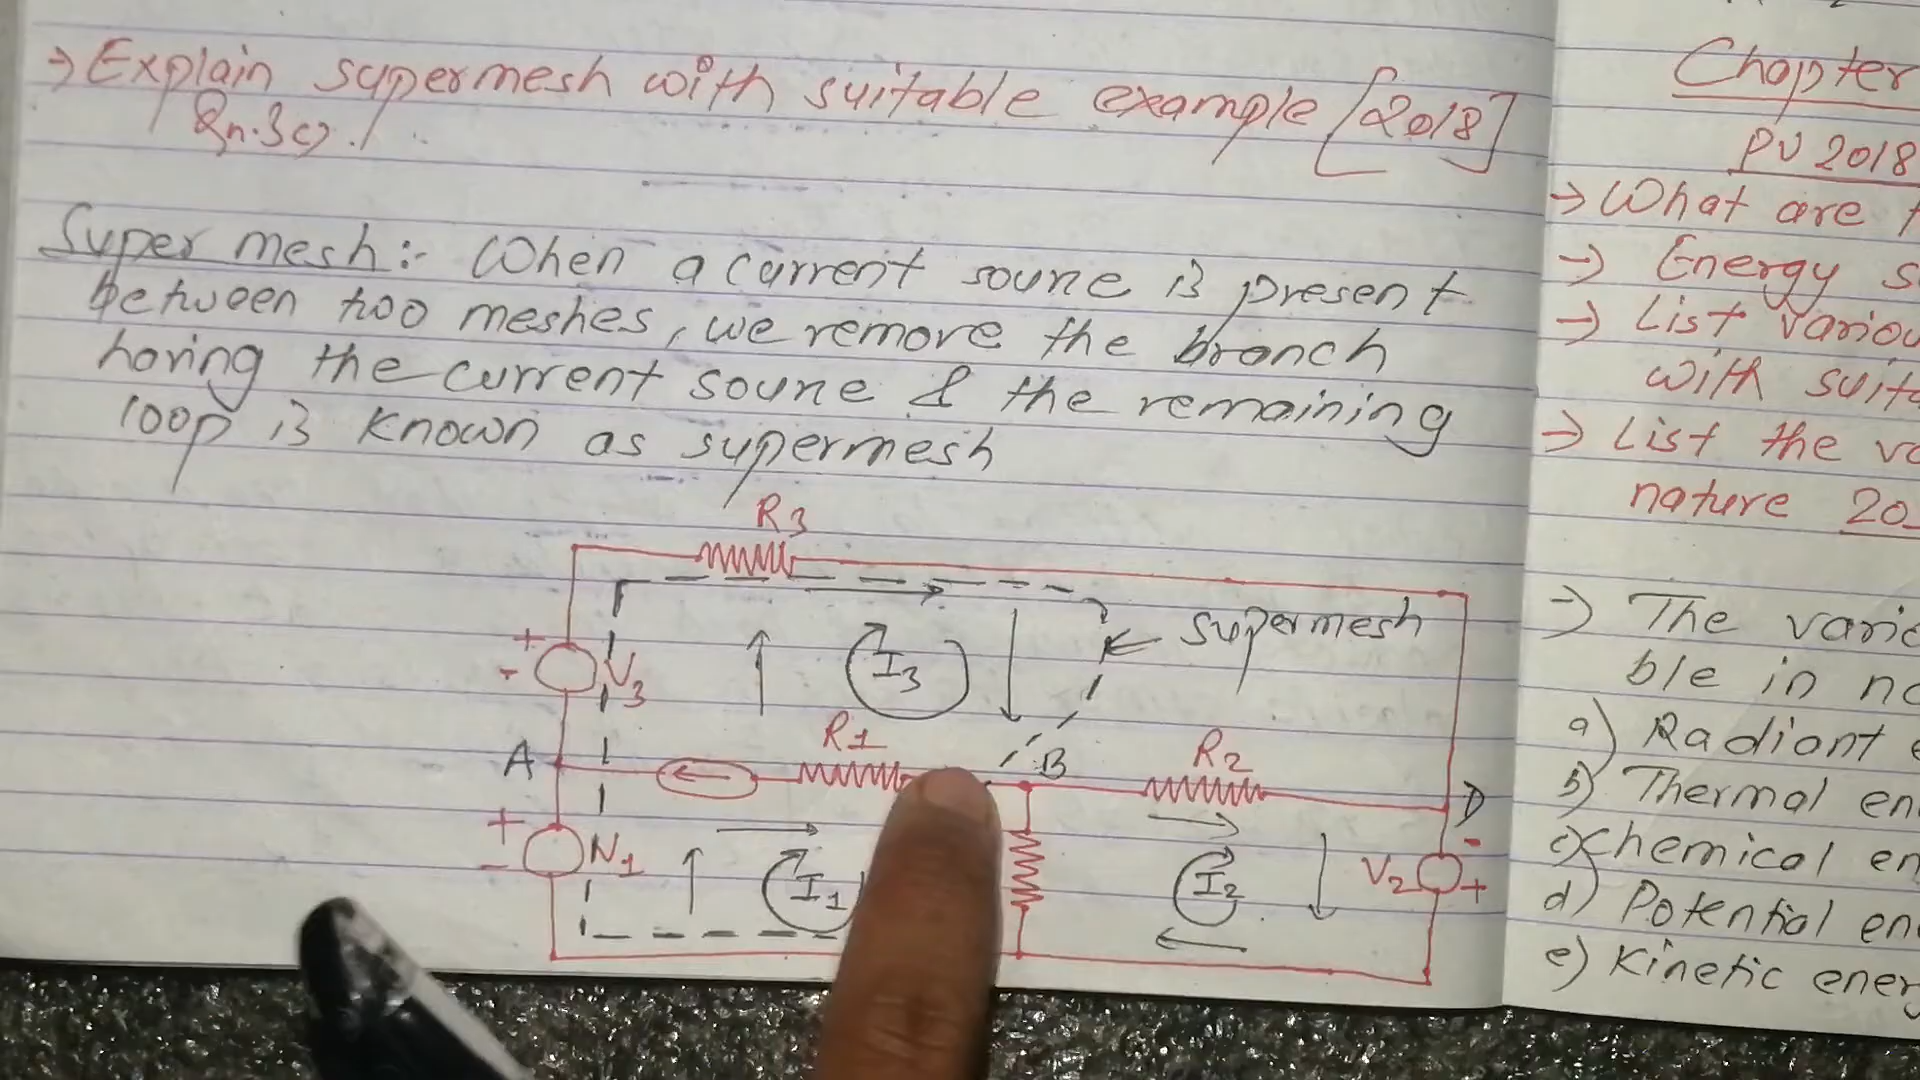 → Explain supermesh with suitable example [2018]
Qn.3c)./
Super mesh:- When a current soure is present
between two meshes, we remove the branch
having the current soure & the remaining
loop is known as supermesh
R3
supermesh
+
-
V3
I3
A
R1
B
R2
D
+
-
I1
I2
V2
-
+
Chapter
PU 2018
→ What are
→ Energy s
→ List variou
with suit
→ List the va
nature 20
→ The vari
ble in na
a) Radiant e
b) Thermal en
c) Chemical en
d) Potential en
e) Kinetic ener